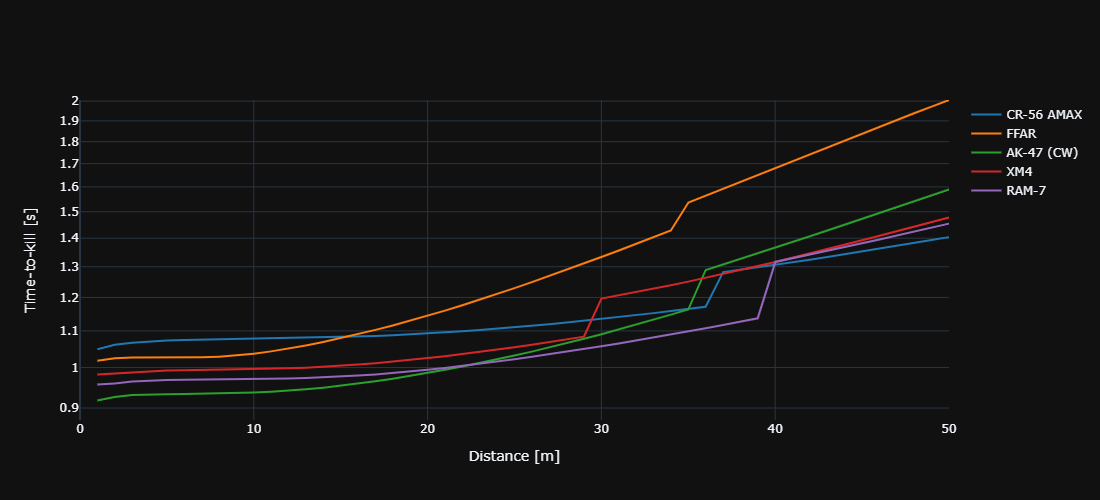 2
1.9
1.8
1.7
1.6
1.5
1.4
1.3
1.2
1.1
1
0.9
0 10 20 30 40 50
Time-to-kill [s]
Distance [m]
CR-56 AMAX
FFAR
AK-47 (CW)
XM4
RAM-7